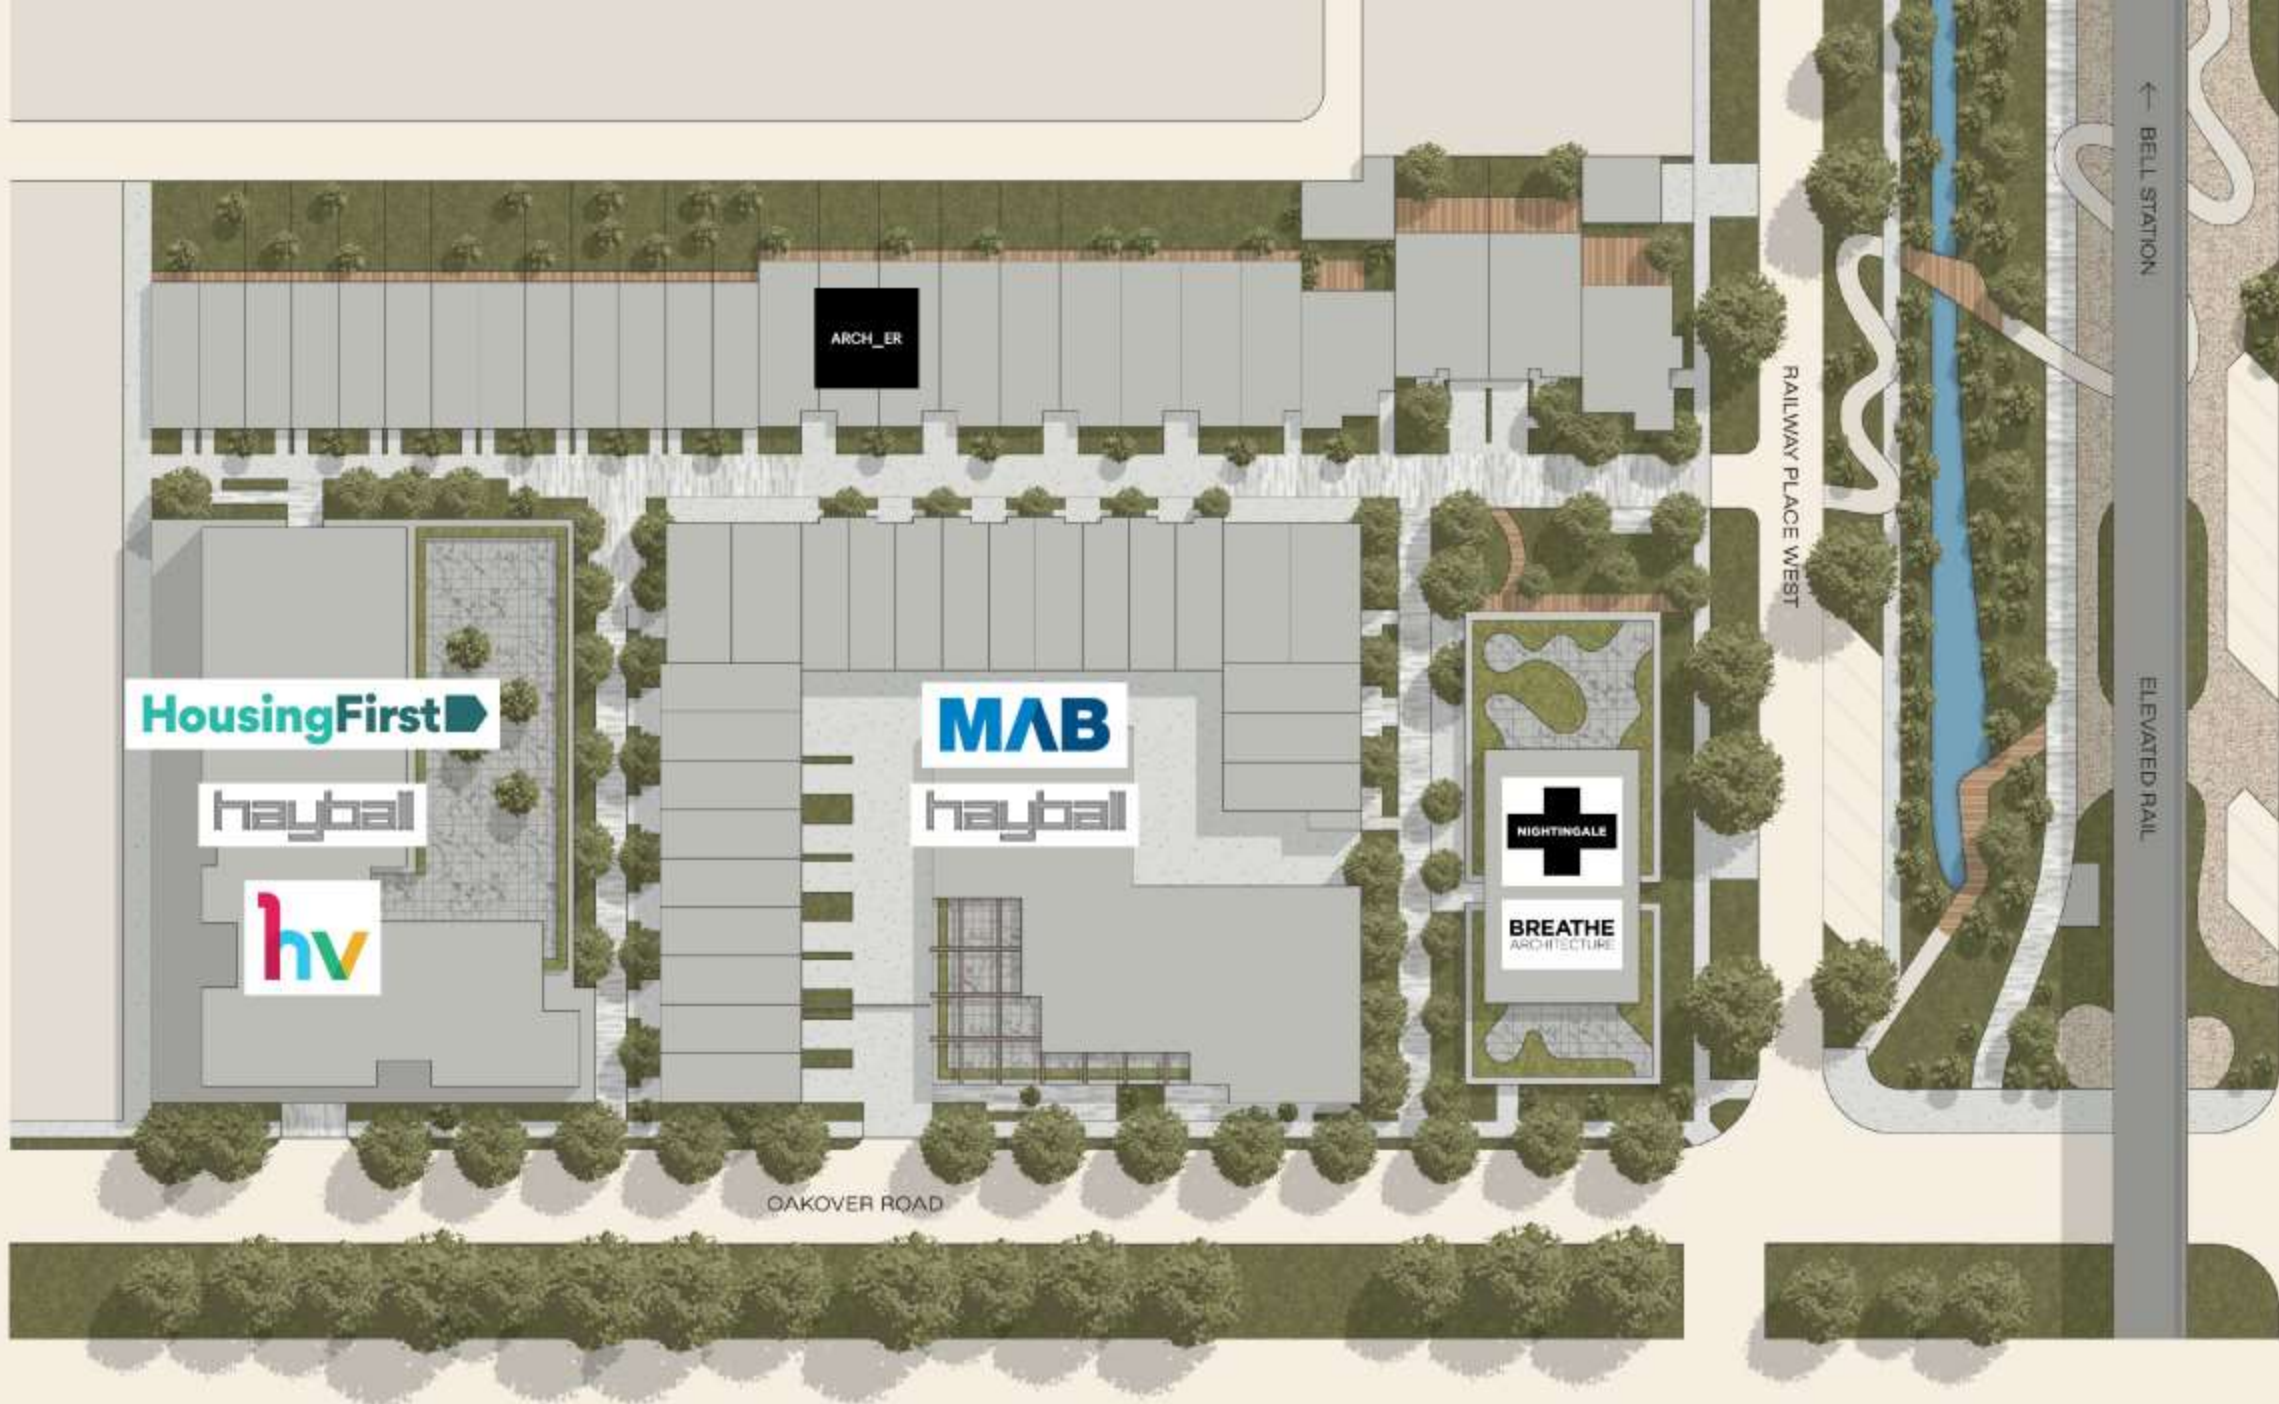 ← BELL STATION
ARCH_ER
RAILWAY PLACE WEST
HousingFirst
hayball
hv
MAB
hayball
NIGHTINGALE
BREATHE
ARCHITECTURE
ELEVATED RAIL
OAKOVER ROAD